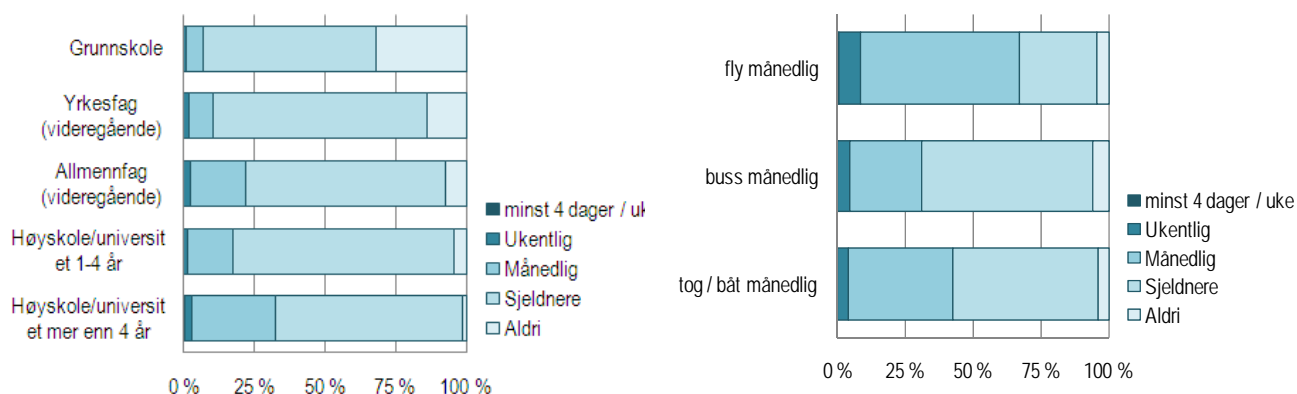 Grunnskole
Yrkesfag
(videregående)
Allmennfag
(videregående)
Høyskole/universit
et 1-4 år
Høyskole/universit
et mer enn 4 år
0 %
25 %
50 %
75 %
100 %
minst 4 dager / uk
Ukentlig
Månedlig
Sjeldnere
Aldri
fly månedlig
buss månedlig
tog / båt månedlig
0 %
25 %
50 %
75 %
100 %
minst 4 dager / uke
Ukentlig
Månedlig
Sjeldnere
Aldri